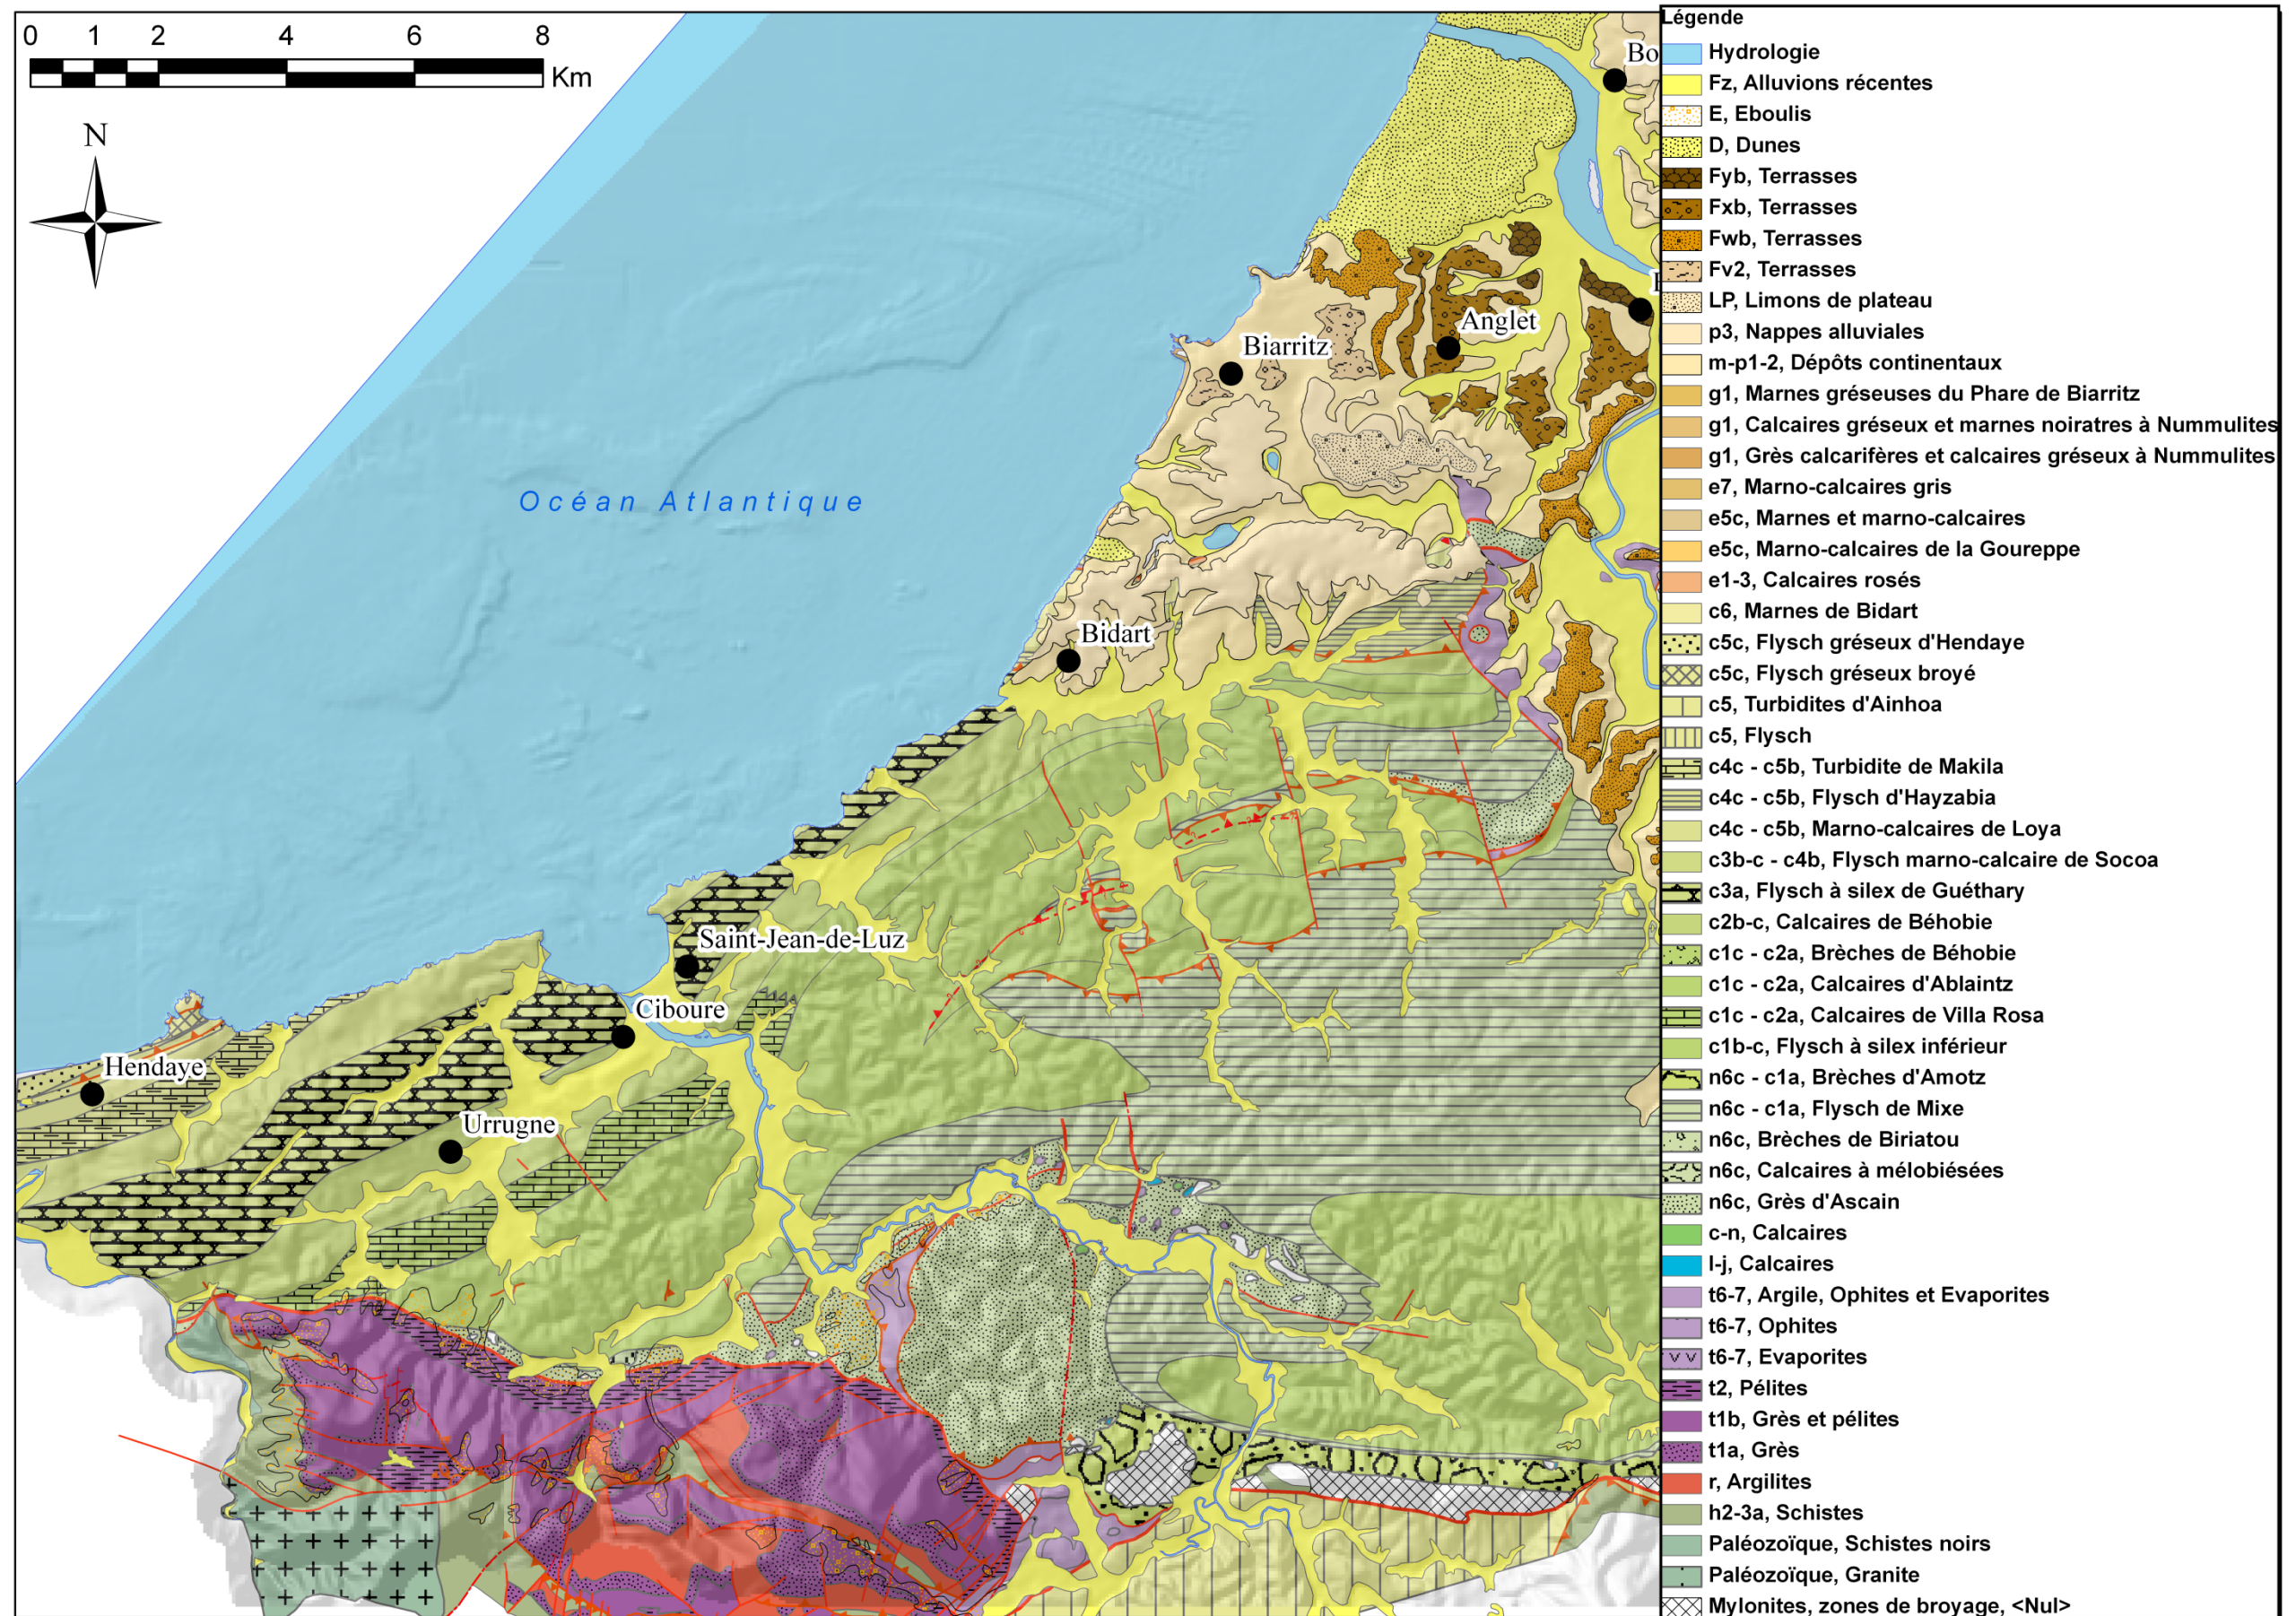 0 1 2 4 6 8
Km
N
Bo
Anglet
Biarritz
Océan Atlantique
Bidart
Saint-Jean-de-Luz
Ciboure
Hendaye
Urrugne
Légende
Hydrologie
Fz, Alluvions récentes
E, Eboulis
D, Dunes
Fyb, Terrasses
Fxb, Terrasses
Fwb, Terrasses
Fv2, Terrasses
LP, Limons de plateau
p3, Nappes alluviales
m-p1-2, Dépôts continentaux
g1, Marnes gréseuses du Phare de Biarritz
g1, Calcaires gréseux et marnes noiratres à Nummulites
g1, Grès calcarifères et calcaires gréseux à Nummulites
e7, Marno-calcaires gris
e5c, Marnes et marno-calcaires
e5c, Marno-calcaires de la Goureppe
e1-3, Calcaires rosés
c6, Marnes de Bidart
c5c, Flysch gréseux d'Hendaye
c5c, Flysch gréseux broyé
c5, Turbidites d'Ainhoa
c5, Flysch
c4c - c5b, Turbidite de Makila
c4c - c5b, Flysch d'Hayzabia
c4c - c5b, Marno-calcaires de Loya
c3b-c - c4b, Flysch marno-calcaire de Socoa
c3a, Flysch à silex de Guéthary
c2b-c, Calcaires de Béhobie
c1c - c2a, Brèches de Béhobie
c1c - c2a, Calcaires d'Ablaintz
c1c - c2a, Calcaires de Villa Rosa
c1b-c, Flysch à silex inférieur
n6c - c1a, Brèches d'Amotz
n6c - c1a, Flysch de Mixe
n6c, Brèches de Biriatou
n6c, Calcaires à mélobiésées
n6c, Grès d'Ascain
c-n, Calcaires
l-j, Calcaires
t6-7, Argile, Ophites et Evaporites
t6-7, Ophites
t6-7, Evaporites
t2, Pélites
t1b, Grès et pélites
t1a, Grès
r, Argilites
h2-3a, Schistes
Paléozoïque, Schistes noirs
Paléozoïque, Granite
Mylonites, zones de broyage, <Nul>